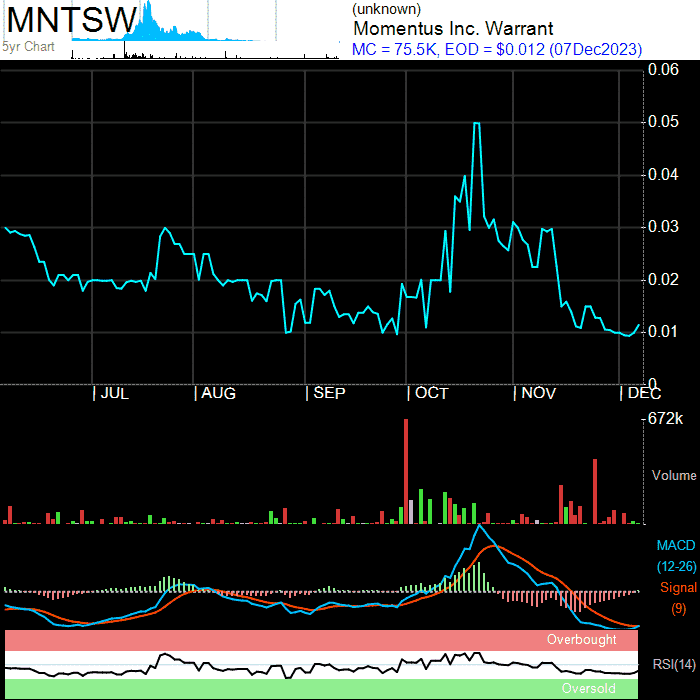 MNTSW
5yr Chart
(unknown)
Momentus Inc. Warrant
MC = 75.5K, EOD = $0.012 (07Dec2023)
0.06
0.05
0.04
0.03
0.02
0.01
0
JUL AUG SEP OCT NOV DEC
672k
Volume
MACD
(12-26)
Signal
(9)
Overbought
RSI(14)
Oversold